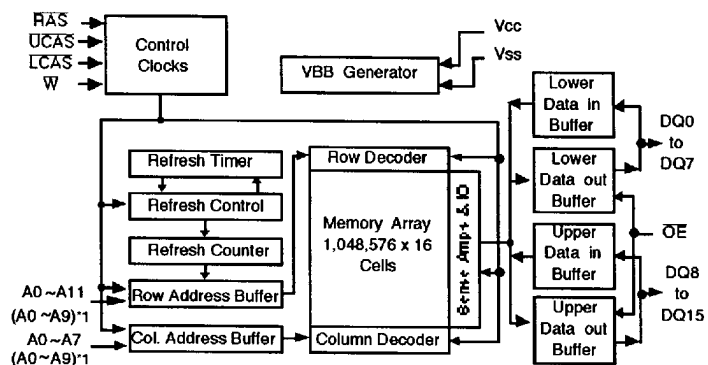 RAS
UCAS
LCAS
W
Control
Clocks
VBB Generator
Vcc
Vss
Lower
Data in
Buffer
DQ0
to
DQ7
Refresh Timer
Row Decoder
Lower
Data out
Buffer
Refresh Control
Memory Array
1,048,576 x 16
Cells
Sense Amps & IO
OE
Refresh Counter
Upper
Data in
Buffer
DQ8
to
DQ15
A0~A11
(A0~A9)*1
Row Address Buffer
A0~A7
(A0~A9)*1
Col. Address Buffer
Column Decoder
Upper
Data out
Buffer